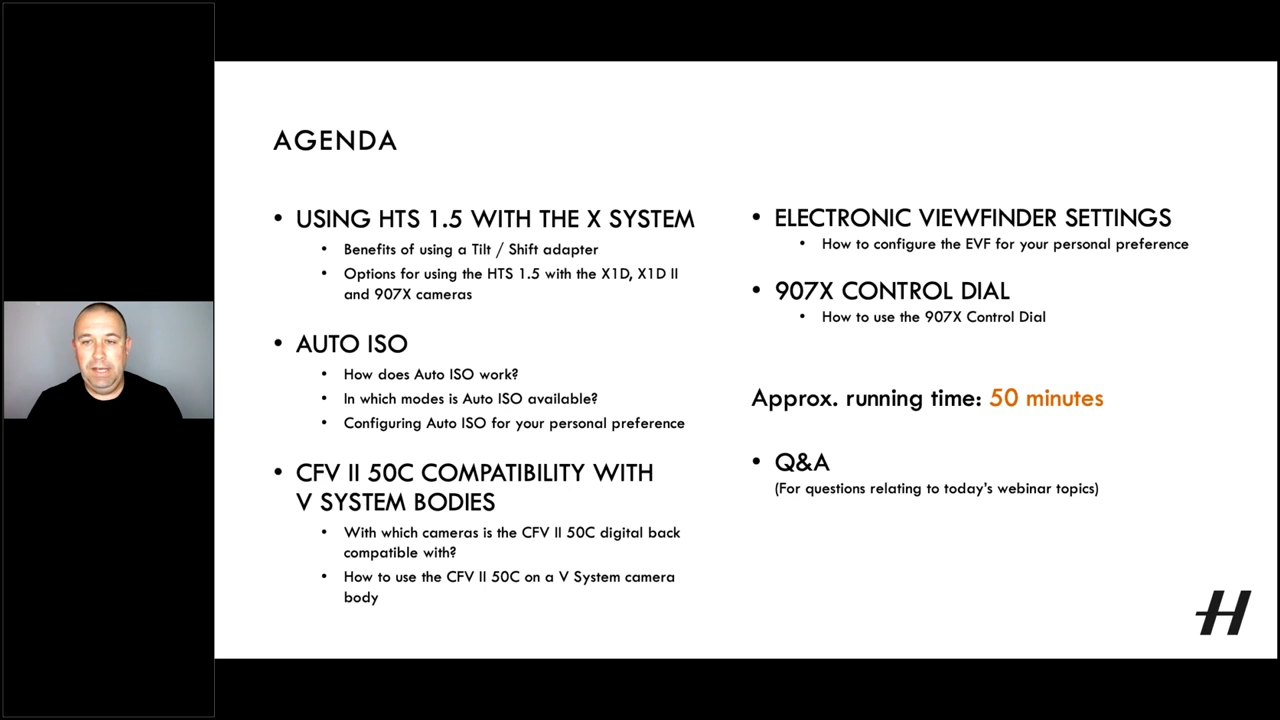 AGENDA
• USING HTS 1.5 WITH THE X SYSTEM
• Benefits of using a Tilt / Shift adapter
• Options for using the HTS 1.5 with the X1D, X1D II
and 907X cameras
• AUTO ISO
• How does Auto ISO work?
• In which modes is Auto ISO available?
• Configuring Auto ISO for your personal preference
• CFV II 50C COMPATIBILITY WITH
V SYSTEM BODIES
• With which cameras is the CFV II 50C digital back
compatible with?
• How to use the CFV II 50C on a V System camera
body
• ELECTRONIC VIEWFINDER SETTINGS
• How to configure the EVF for your personal preference
• 907X CONTROL DIAL
• How to use the 907X Control Dial
Approx. running time: 50 minutes
• Q&A
(For questions relating to today's webinar topics)
H